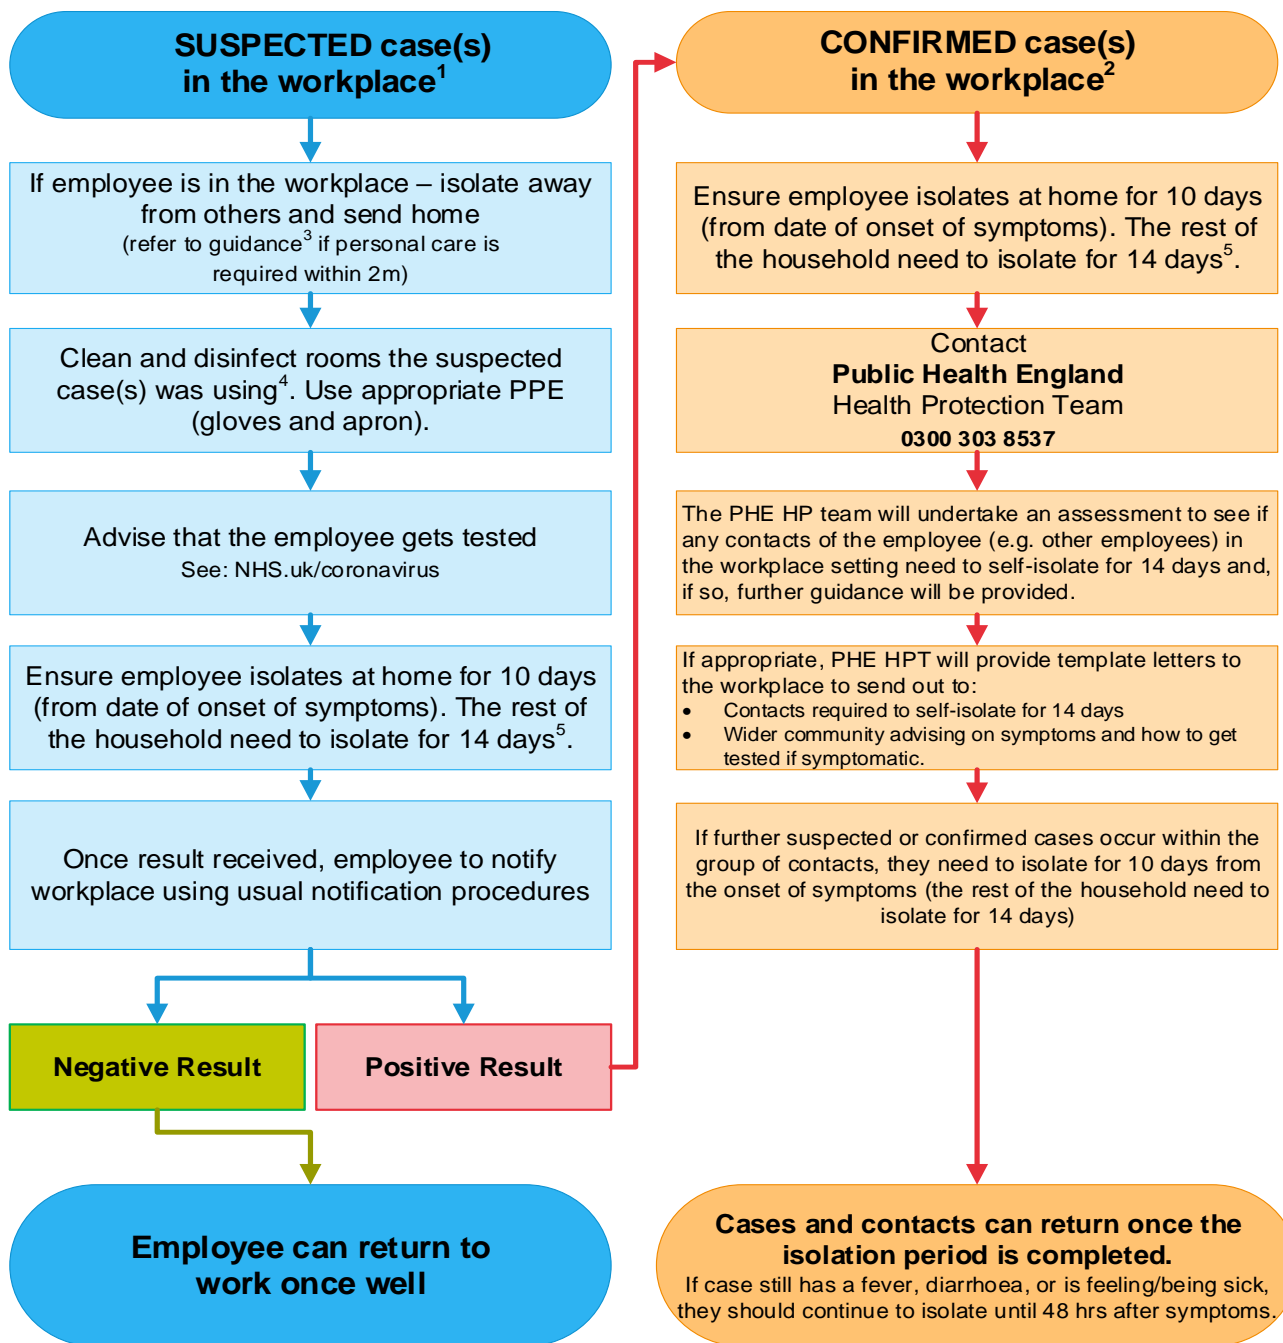 SUSPECTED case(s)
in the workplace1
If employee is in the workplace – isolate away
from others and send home
(refer to guidance3 if personal care is
required within 2m)
Clean and disinfect rooms the suspected
case(s) was using4. Use appropriate PPE
(gloves and apron).
Advise that the employee gets tested
See: NHS.uk/coronavirus
Ensure employee isolates at home for 10 days
(from date of onset of symptoms). The rest of
the household need to isolate for 14 days5.
Once result received, employee to notify
workplace using usual notification procedures
Negative Result
Positive Result
Employee can return to
work once well
CONFIRMED case(s)
in the workplace2
Ensure employee isolates at home for 10 days
(from date of onset of symptoms). The rest of
the household need to isolate for 14 days5.
Contact
Public Health England
Health Protection Team
0300 303 8537
The PHE HP team will undertake an assessment to see if
any contacts of the employee (e.g. other employees) in
the workplace setting need to self-isolate for 14 days and,
if so, further guidance will be provided.
If appropriate, PHE HPT will provide template letters to
the workplace to send out to:
• Contacts required to self-isolate for 14 days
• Wider community advising on symptoms and how to get
tested if symptomatic.
If further suspected or confirmed cases occur within the
group of contacts, they need to isolate for 10 days from
the onset of symptoms (the rest of the household need to
isolate for 14 days)
Cases and contacts can return once the
isolation period is completed.
If case still has a fever, diarrhoea, or is feeling/being sick,
they should continue to isolate until 48 hrs after symptoms.